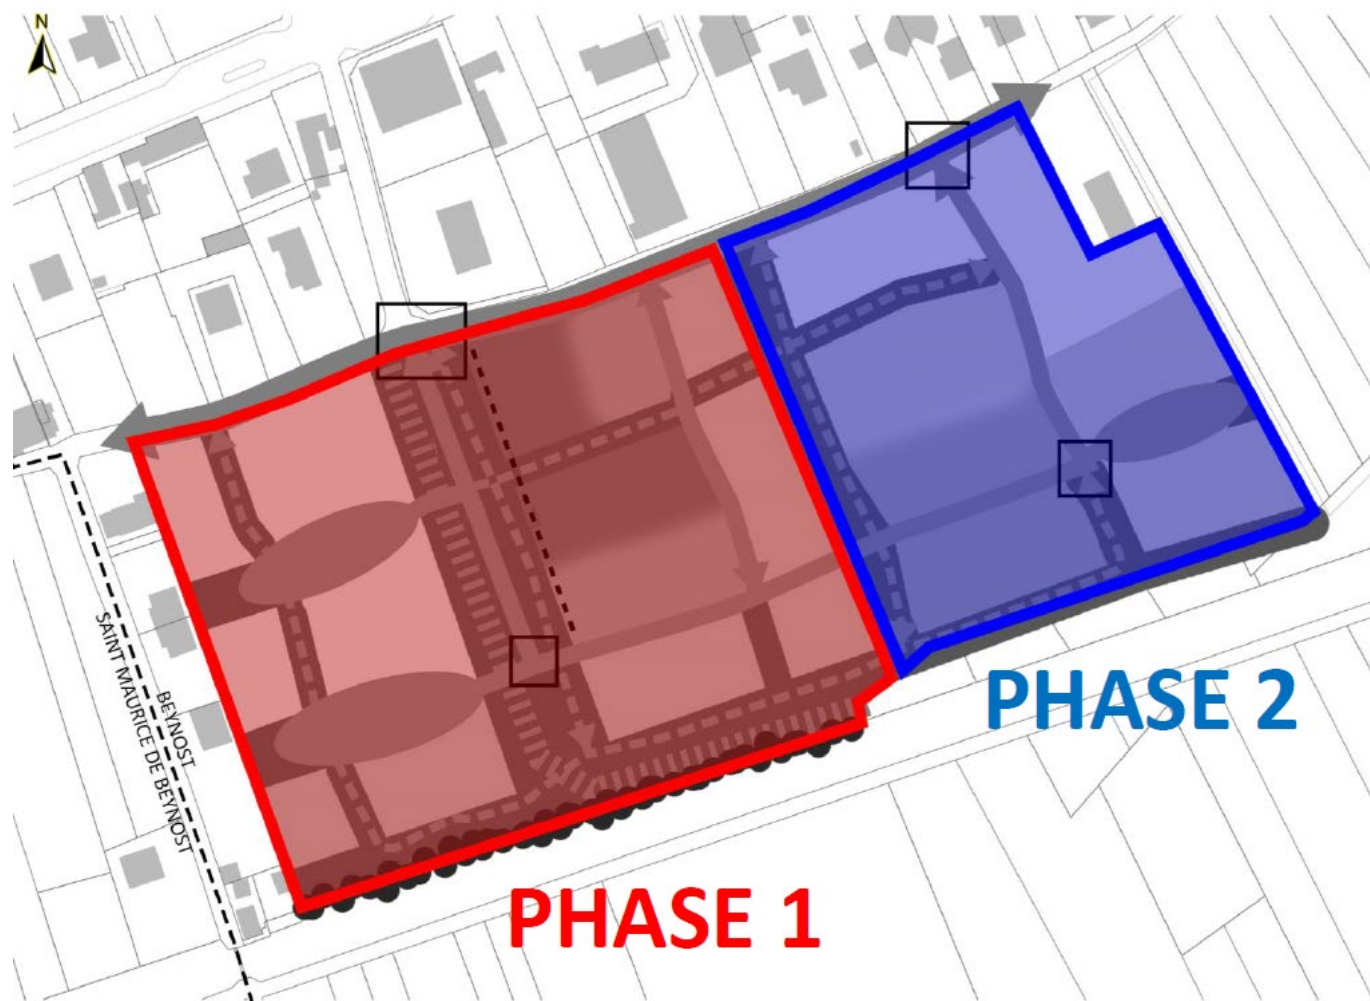 N
BEYNOST
SAINT MAURICE DE BEYNOST
PHASE 2
PHASE 1